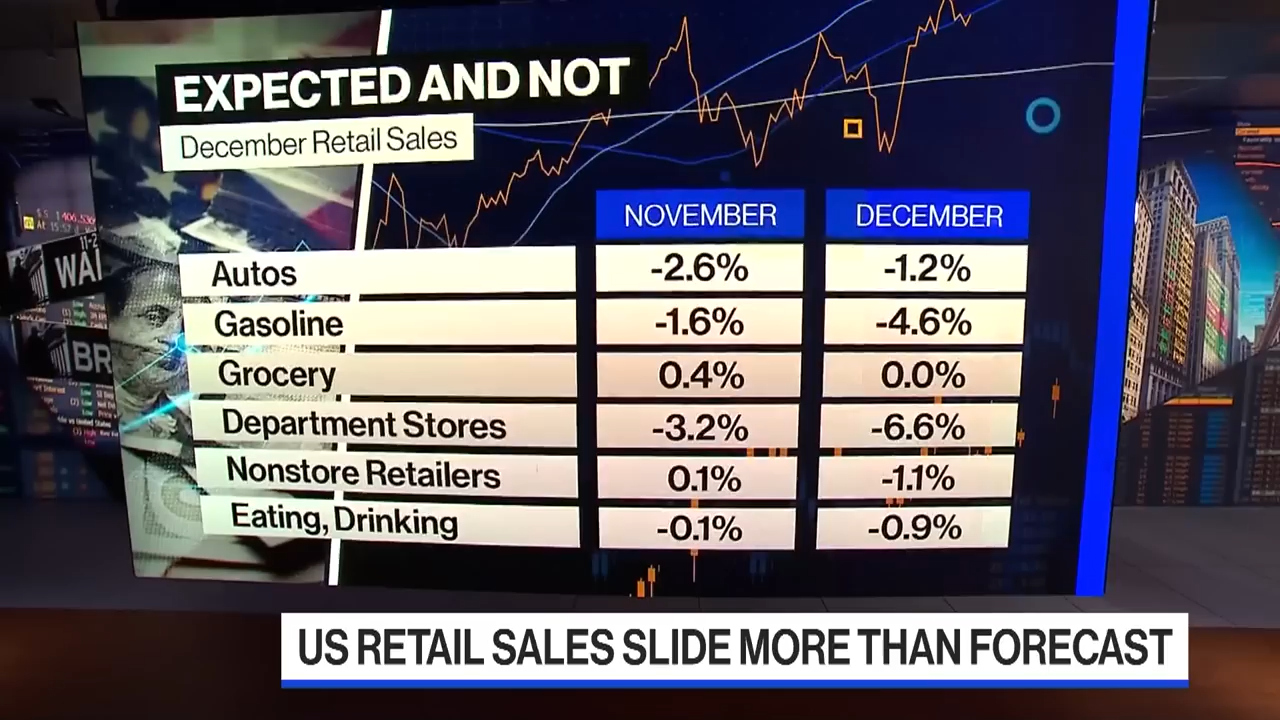 EXPECTED AND NOT
December Retail Sales
NOVEMBER DECEMBER
Autos -2.6% -1.2%
Gasoline -1.6% -4.6%
Grocery 0.4% 0.0%
Department Stores -3.2% -6.6%
Nonstore Retailers 0.1% -1.1%
Eating, Drinking -0.1% -0.9%
WAL
BR
US RETAIL SALES SLIDE MORE THAN FORECAST